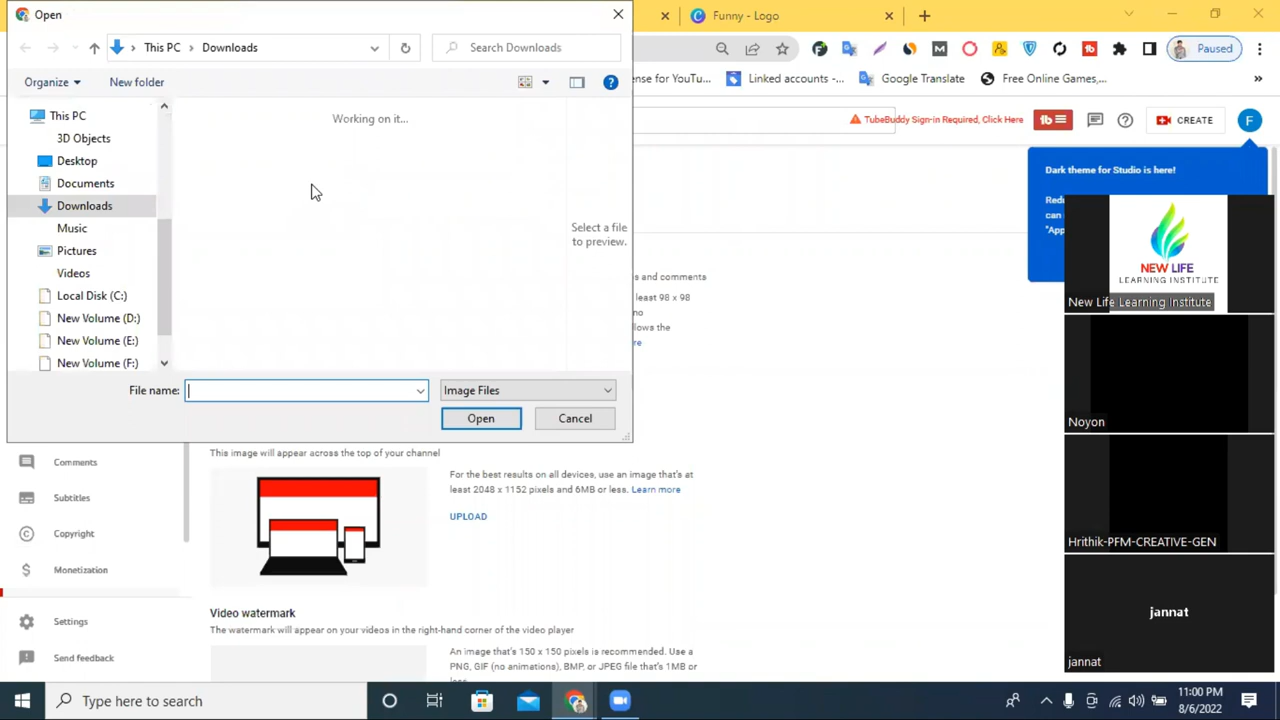 Open
Funny - Logo
This PC
Downloads
Search Downloads
Paused
Organize
New folder
ense for YouTu...
Linked accounts -...
Google Translate
Free Online Games,...
This PC
3D Objects
Desktop
Documents
Downloads
Music
Pictures
Videos
Local Disk (C:)
New Volume (D:)
New Volume (E:)
New Volume (F:)
Working on it...
Select a file
to preview.
File name:
Image Files
Open
Cancel
TubeBuddy Sign-in Required, Click Here
tb
CREATE
F
Dark theme for Studio is here!
Redu
can
"App
s and comments
least 98 x 98
no
llows the
re
NEW LIFE
LEARNING INSTITUTE
New Life Learning Institute
Noyon
Hrithik-PFM-CREATIVE-GEN
jannat
jannat
Comments
Subtitles
Copyright
Monetization
Settings
Send feedback
This image will appear across the top of your channel
For the best results on all devices, use an image that's at
least 2048 x 1152 pixels and 6MB or less. Learn more
UPLOAD
Video watermark
The watermark will appear on your videos in the right-hand corner of the video player
An image that's 150 x 150 pixels is recommended. Use a
PNG, GIF (no animations), BMP, or JPEG file that's 1MB or
less.
Type here to search
11:00 PM
8/6/2022